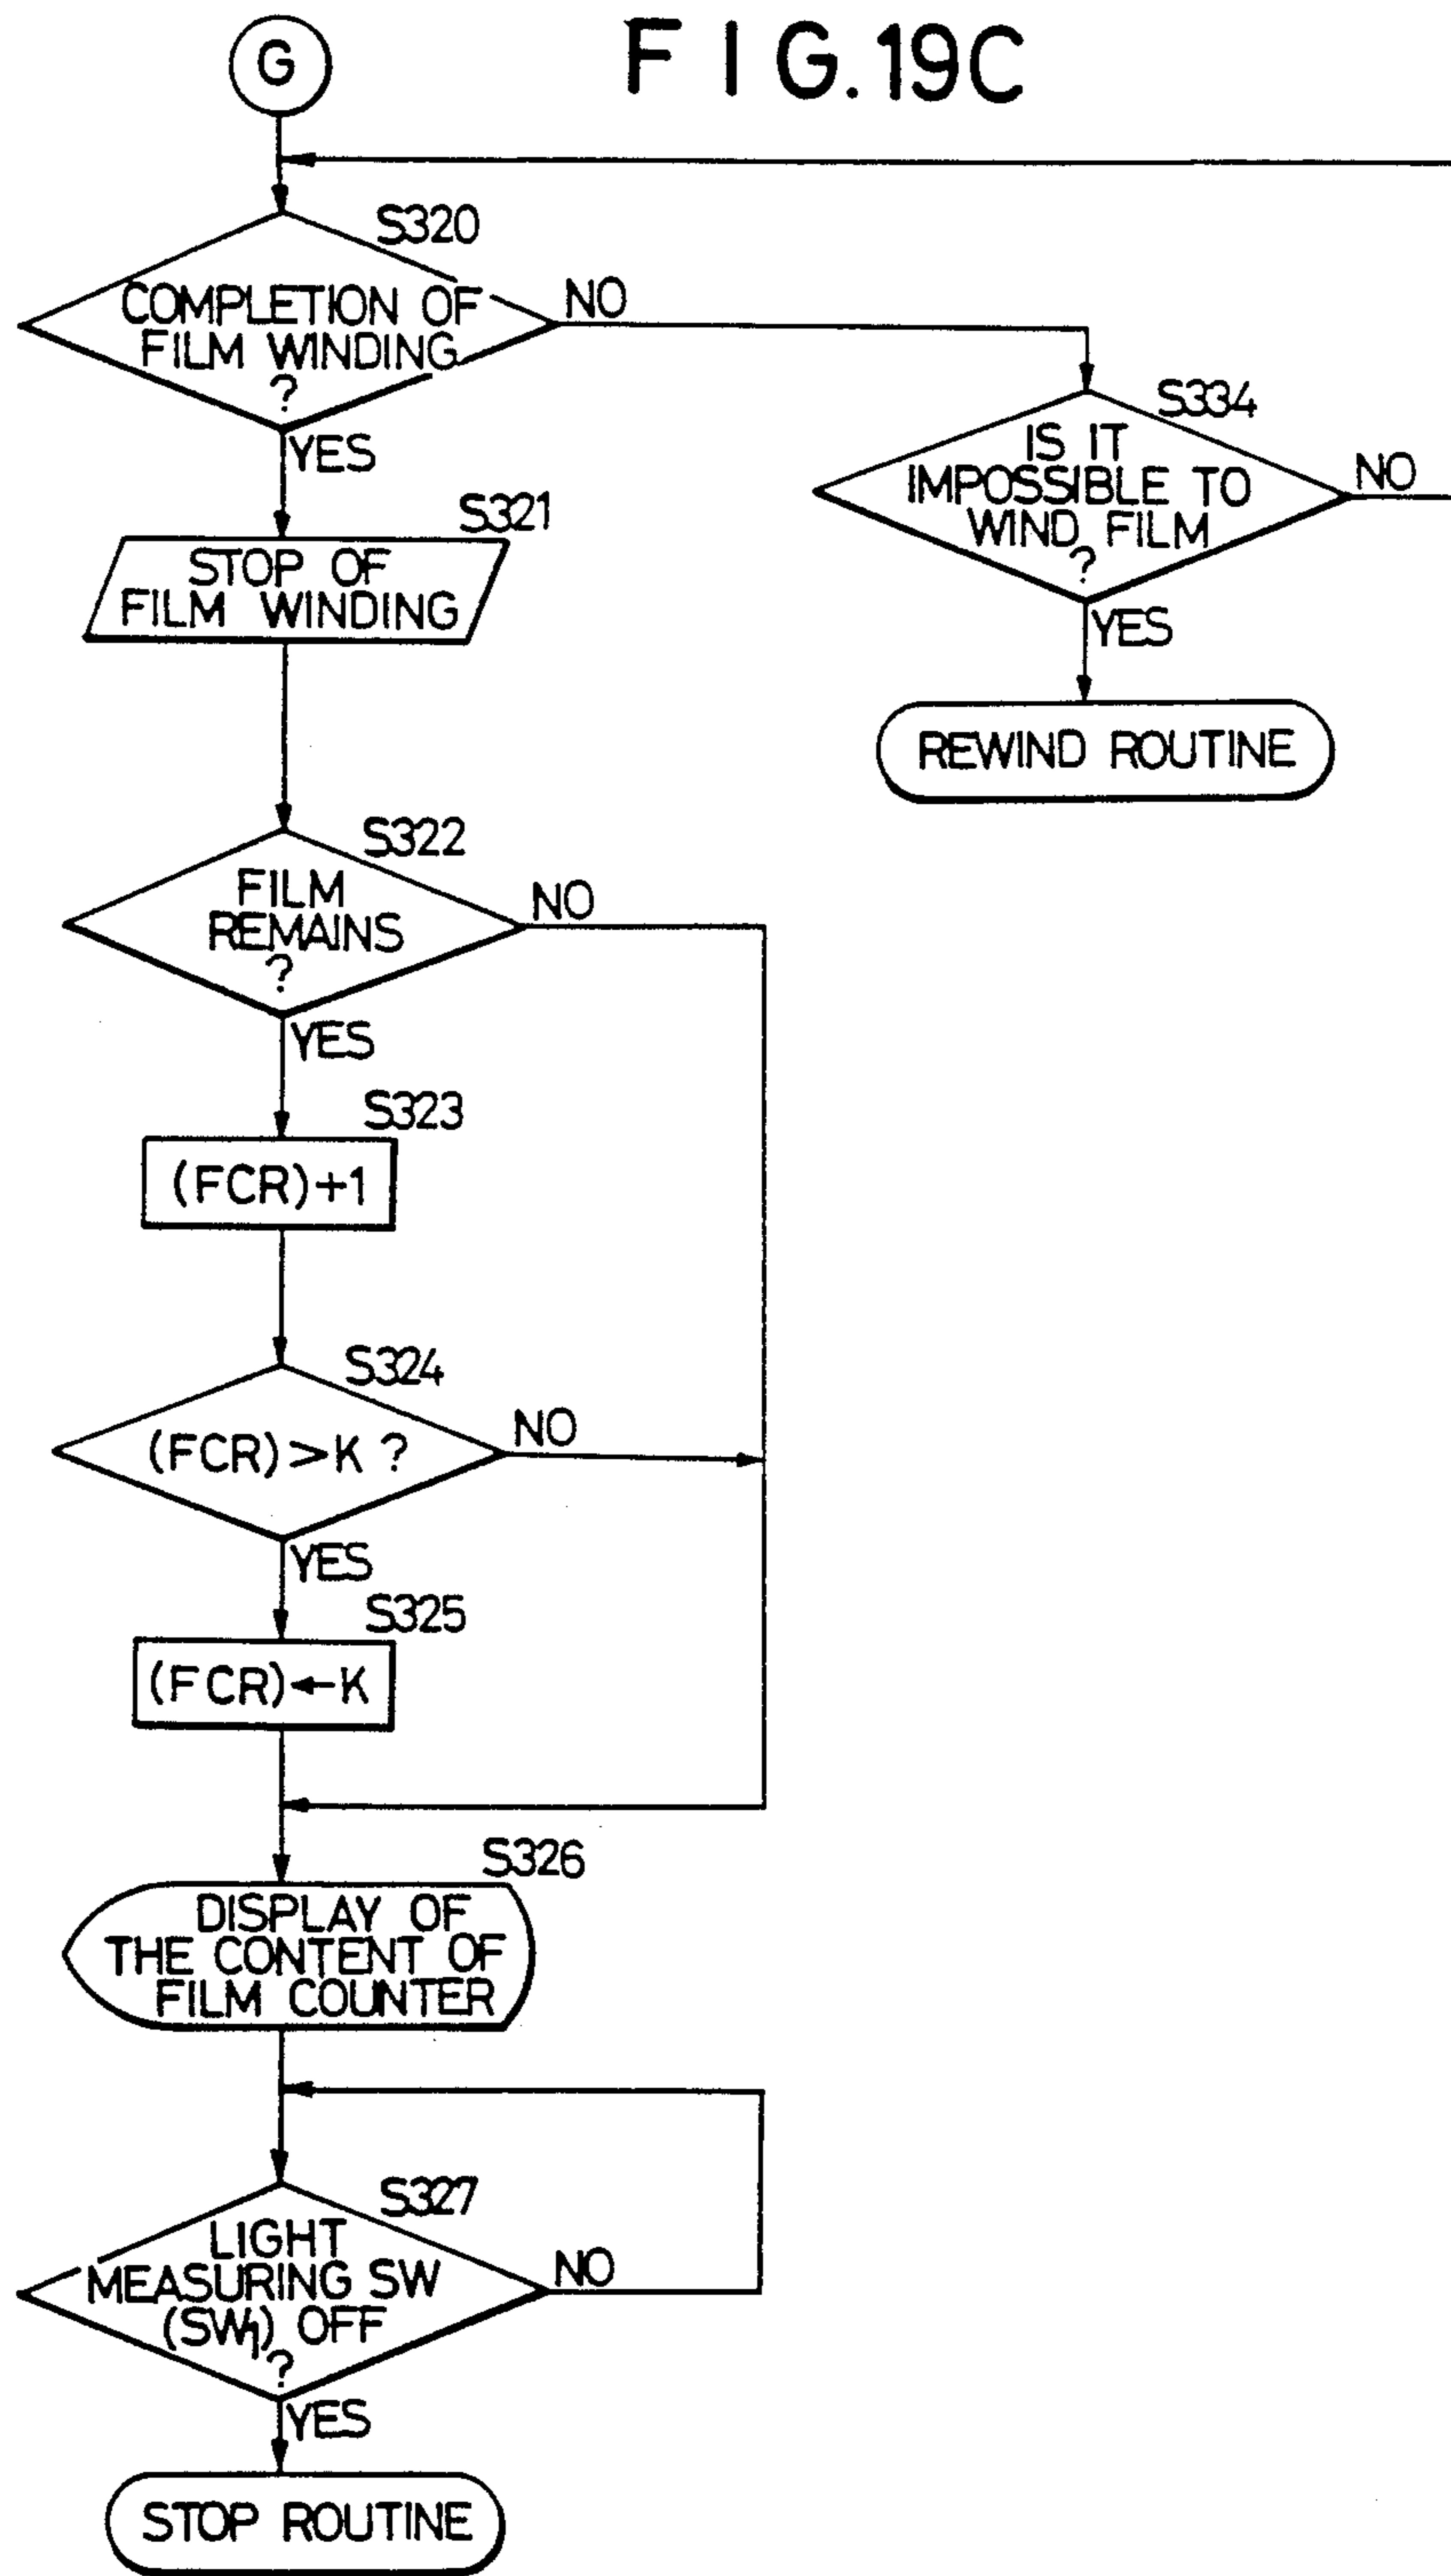 G
FIG.19C
S320
COMPLETION OF
FILM WINDING
?
NO
YES
S334
IS IT
IMPOSSIBLE TO
WIND FILM
?
NO
YES
REWIND ROUTINE
S321
STOP OF
FILM WINDING
S322
FILM
REMAINS
?
NO
YES
S323
(FCR)+1
S324
(FCR)>K ?
NO
YES
S325
(FCR)←K
S326
DISPLAY OF
THE CONTENT OF
FILM COUNTER
S327
LIGHT
MEASURING SW
(SW1) OFF
?
NO
YES
STOP ROUTINE